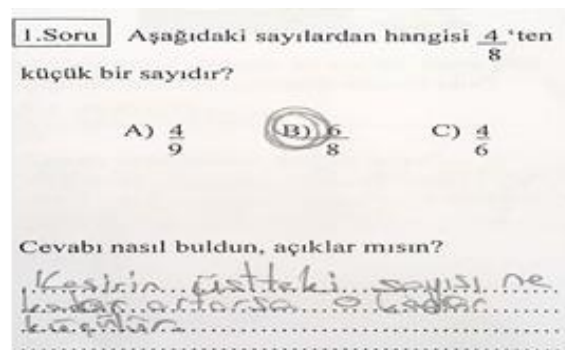 1.Soru Aşağıdaki sayılardan hangisi 4/8 'ten
küçük bir sayıdır?
A) 4/9 B) 6/8 C) 4/6
Cevabı nasıl buldun, açıklar mısın?
Kesirin üstteki sayısı ne
kadar artarsa o kadar
küçülür